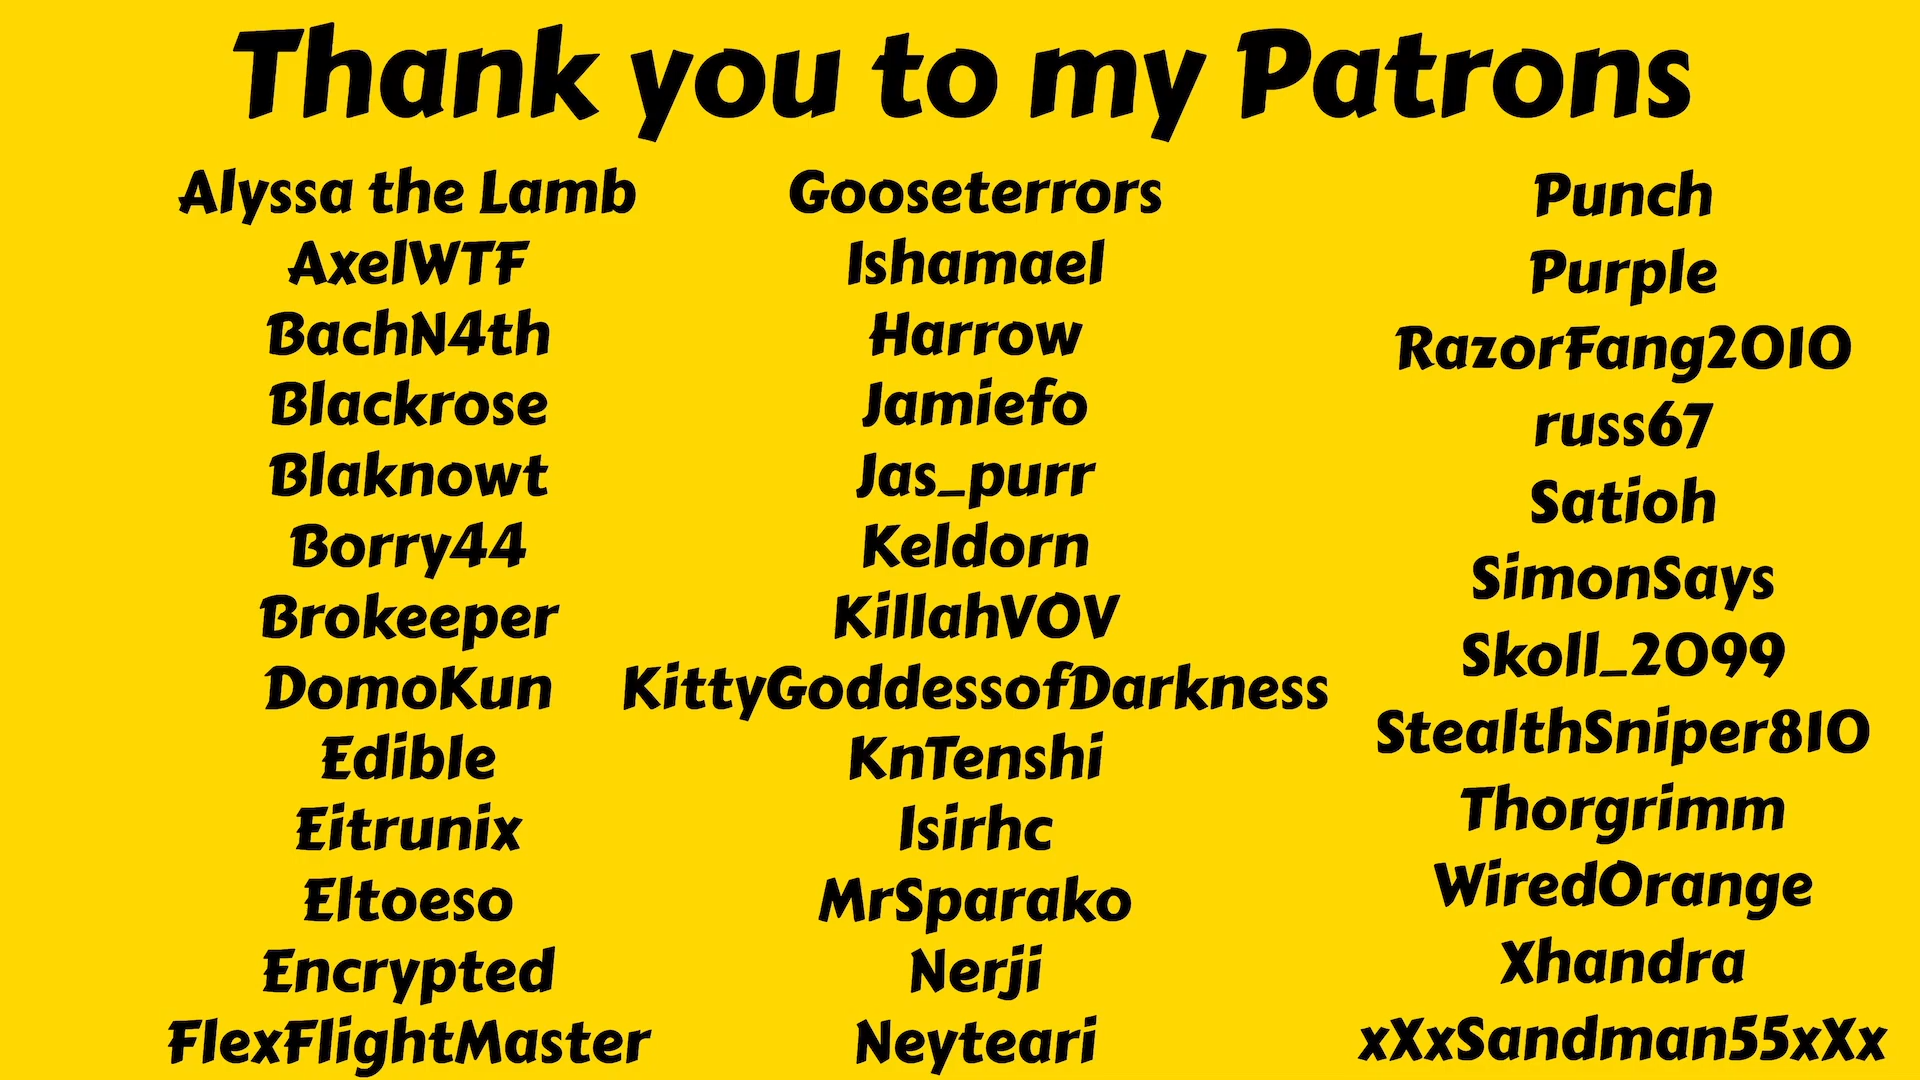 Thank you to my Patrons
Alyssa the Lamb
AxelWTF
BachN4th
Blackrose
Blaknowt
Borry44
Brokeeper
DomoKun
Edible
Eitrunix
Eltoeso
Encrypted
FlexFlightMaster
Gooseterrors
Ishamael
Harrow
Jamiefo
Jas_purr
Keldorn
KillahVOV
KittyGoddessofDarkness
KnTenshi
lsirhc
MrSparako
Nerji
Neyteari
Punch
Purple
RazorFang2010
russ67
Satioh
SimonSays
Skoll_2099
StealthSniper810
Thorgrimm
WiredOrange
Xhandra
xXxSandman55xXx